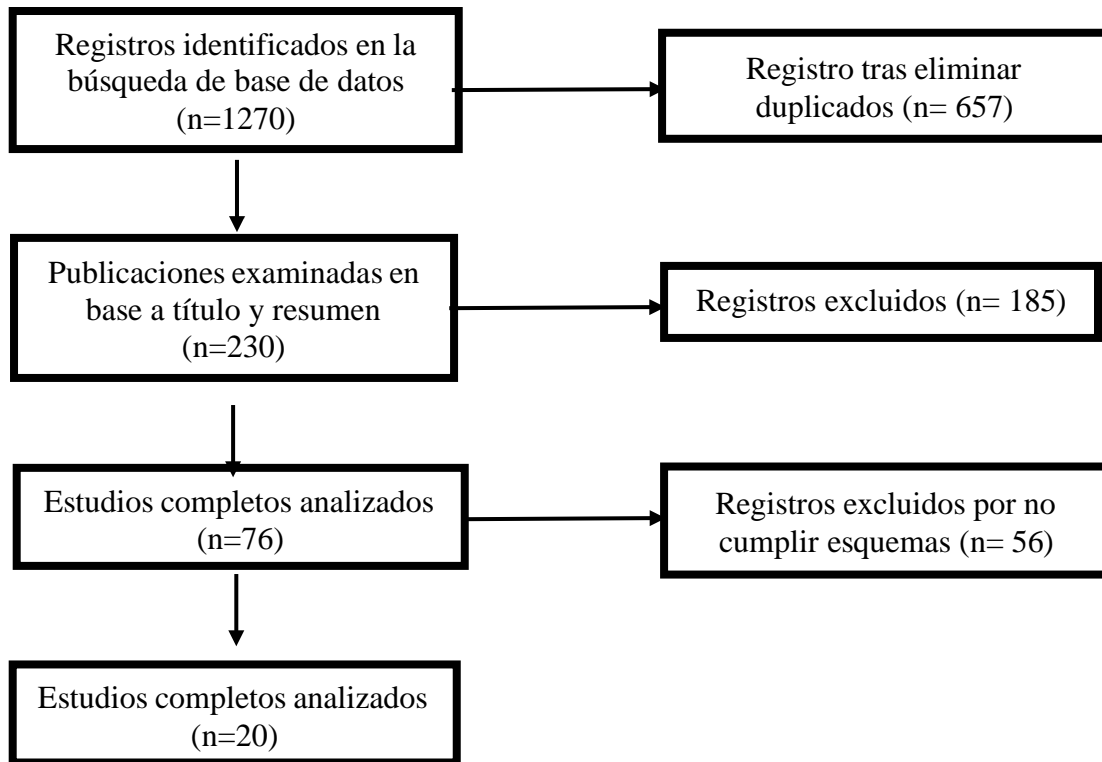 Registros identificados en la
búsqueda de base de datos
(n=1270)
Registro tras eliminar
duplicados (n= 657)
Publicaciones examinadas en
base a título y resumen
(n=230)
Registros excluidos (n= 185)
Estudios completos analizados
(n=76)
Registros excluidos por no
cumplir esquemas (n= 56)
Estudios completos analizados
(n=20)